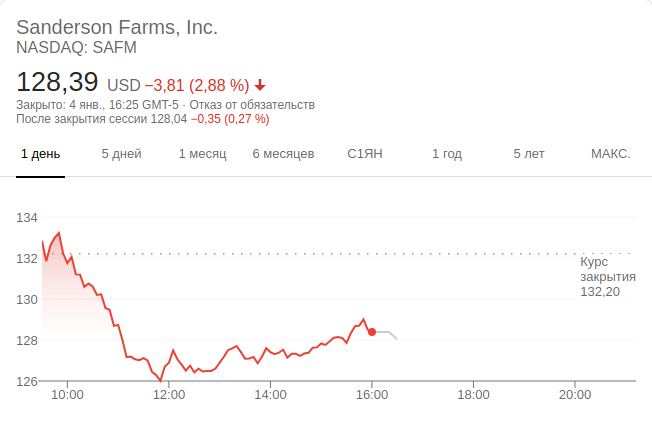 Sanderson Farms, Inc.
NASDAQ: SAFM
128,39 USD −3,81 (2,88 %)
Закрыто: 4 янв., 16:25 GMT-5 · Отказ от обязательств
После закрытия сессии 128,04 −0,35 (0,27 %)
1 день 5 дней 1 месяц 6 месяцев С1ЯН 1 год 5 лет МАКС.
134
132
Курс
закрытия
132,20
130
128
126
10:00 12:00 14:00 16:00 18:00 20:00